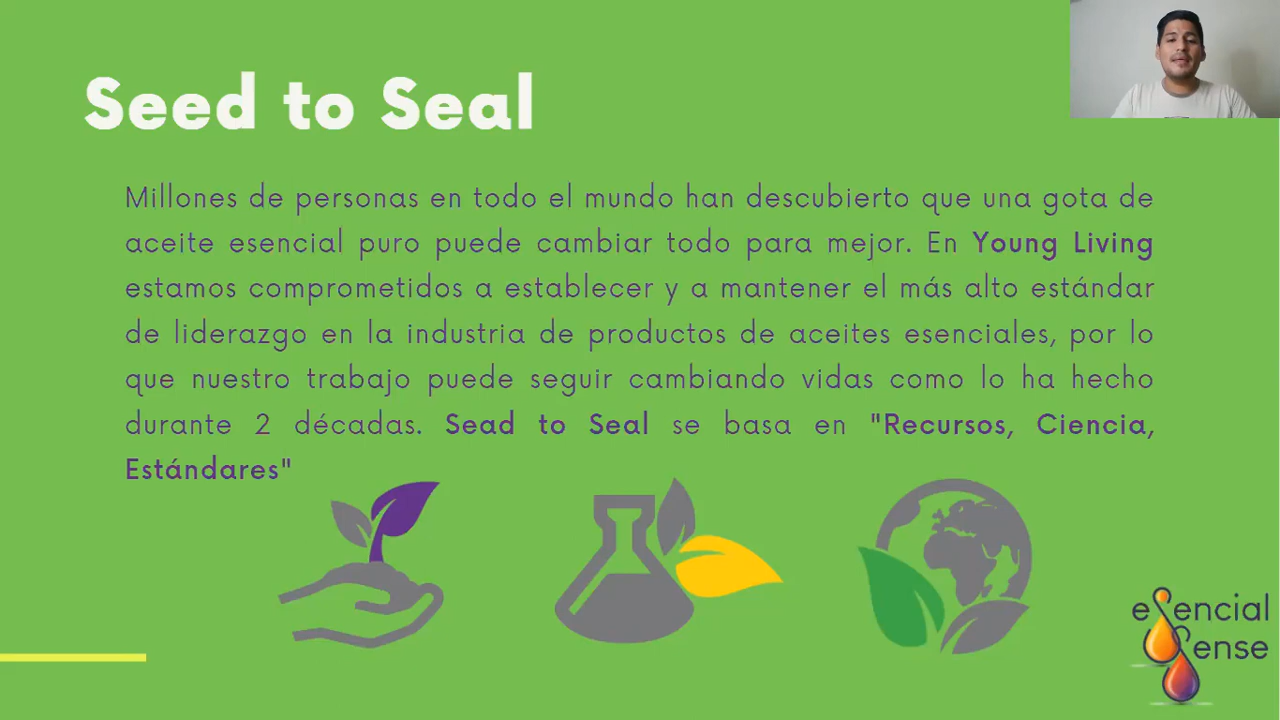 Seed to Seal
Millones de personas en todo el mundo han descubierto que una gota de
aceite esencial puro puede cambiar todo para mejor. En Young Living
estamos comprometidos a establecer y a mantener el más alto estándar
de liderazgo en la industria de productos de aceites esenciales, por lo
que nuestro trabajo puede seguir cambiando vidas como lo ha hecho
durante 2 décadas. Sead to Seal se basa en "Recursos, Ciencia,
Estándares"
eSencial
Sense